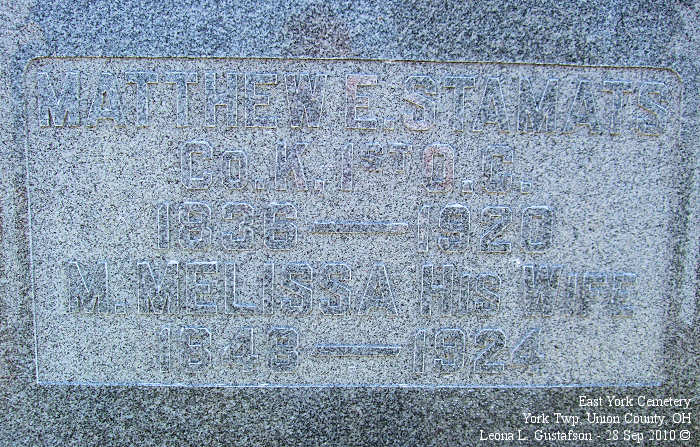 MATTHEW E. STAMATS
CO. K. 1ST O.C.
1836 — 1920
M. MELISSA HIS WIFE
1843 — 1924
East York Cemetery
York Twp, Union County, OH
Leona L. Gustafson - 28 Sep 2010 ©